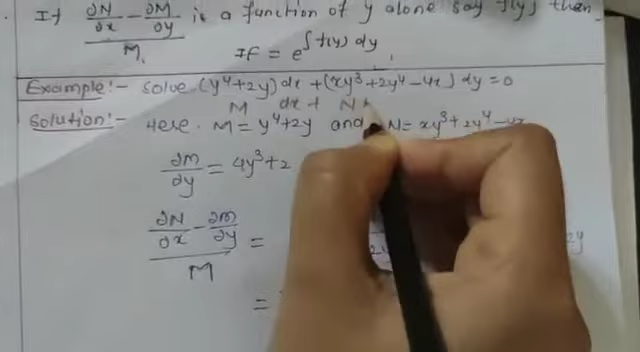 If ∂N/∂x - ∂M/∂y / M is a function of y alone say f(y) then
IF = e^∫f(y) dy
Example:- Solve (y⁴+2y) dx + (xy³+2y⁴-4x) dy = 0
M dx + N
Solution:- Here. M = y⁴+2y and N = xy³+2y⁴-4x
∂M/∂y = 4y³+2
∂N/∂x - ∂M/∂y / M =
=